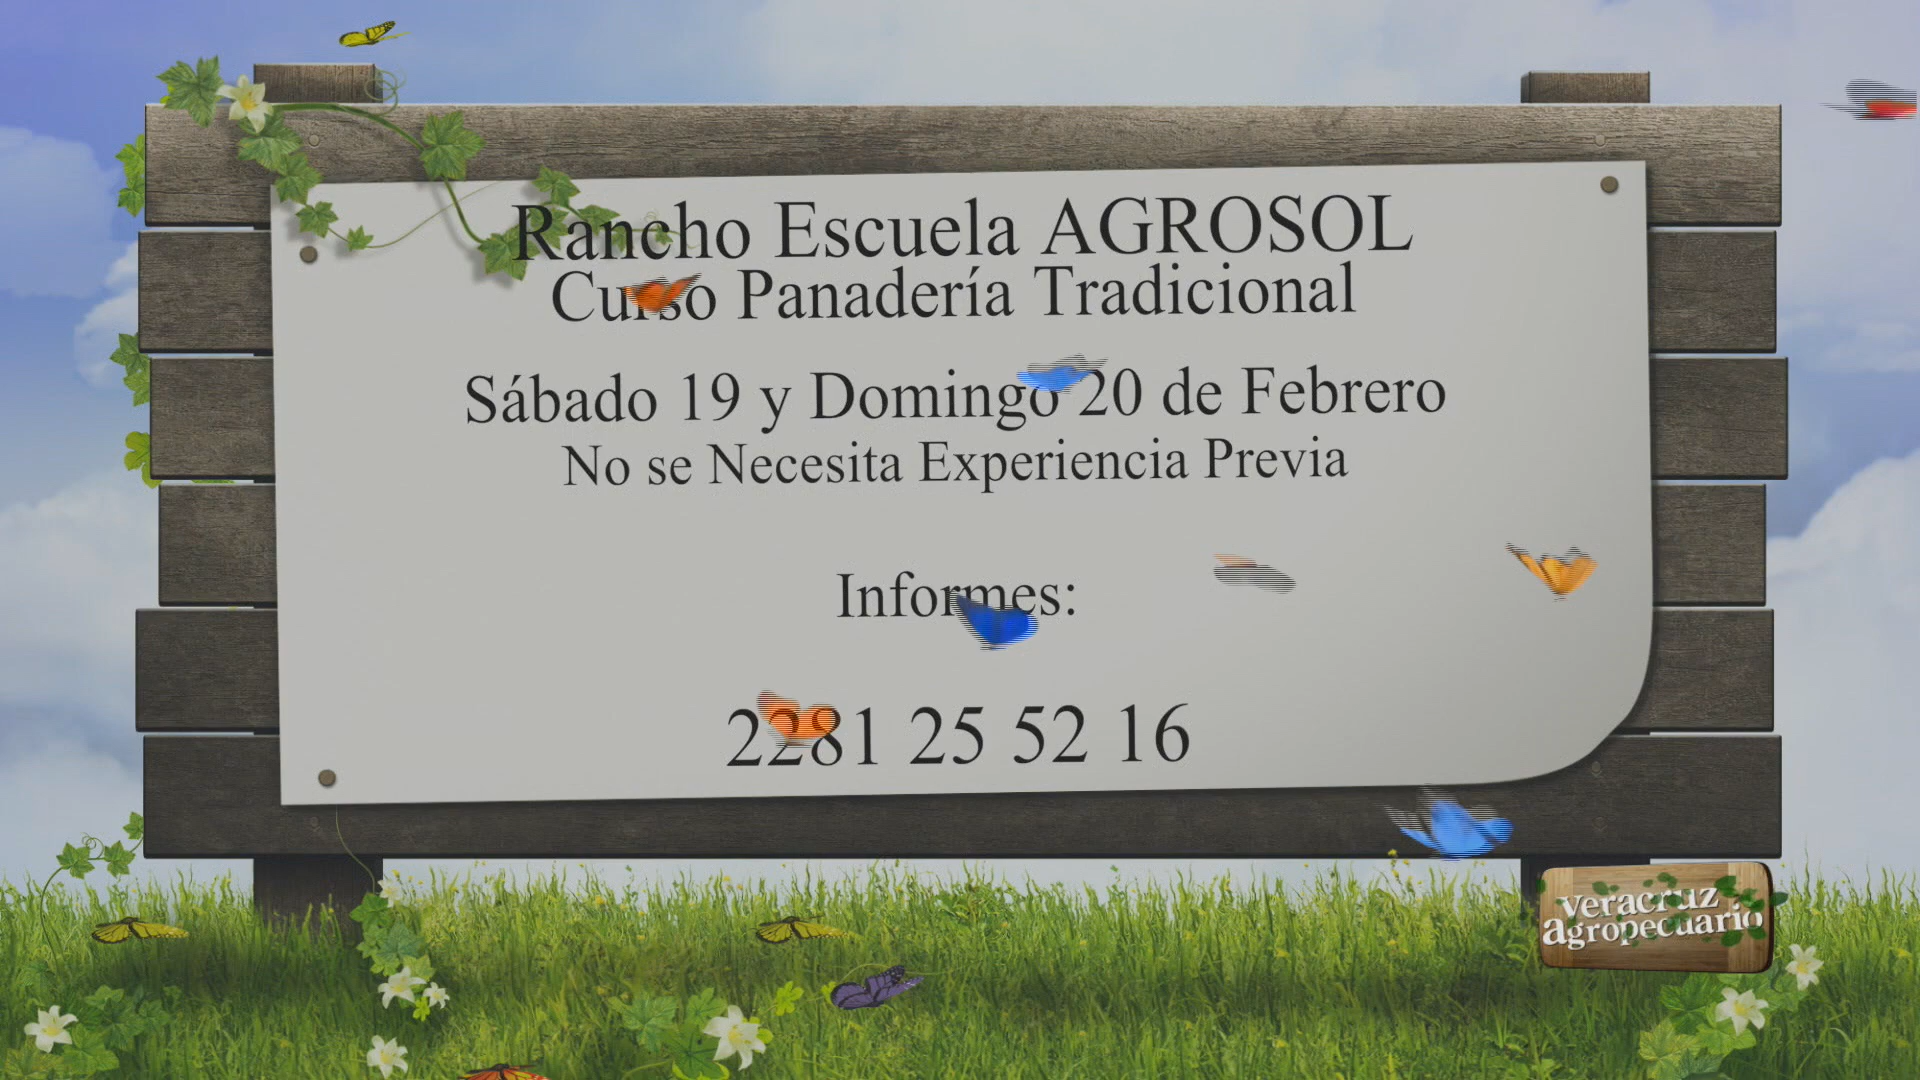 Rancho Escuela AGROSOL
Curso Panadería Tradicional
Sábado 19 y Domingo 20 de Febrero
No se Necesita Experiencia Previa
Informes:
2281 25 52 16
veracruz
agropecuario